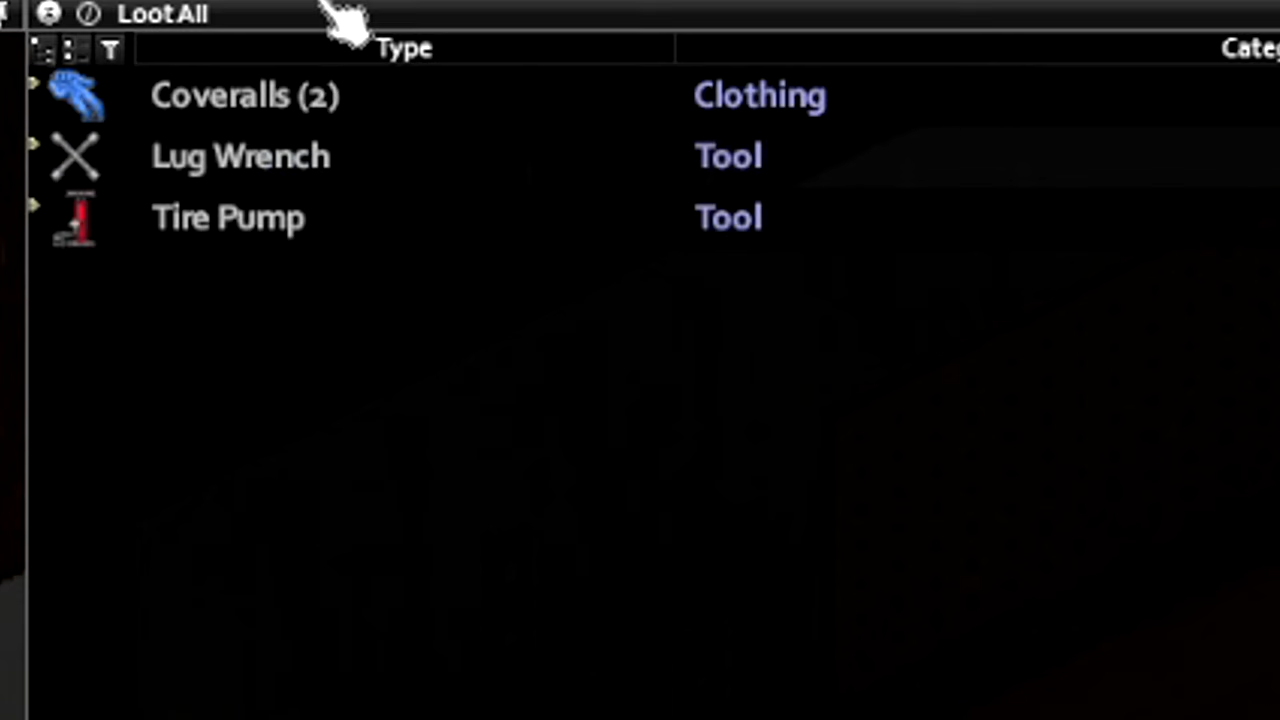 Loot All
Type
Coveralls (2) Clothing
Lug Wrench Tool
Tire Pump Tool